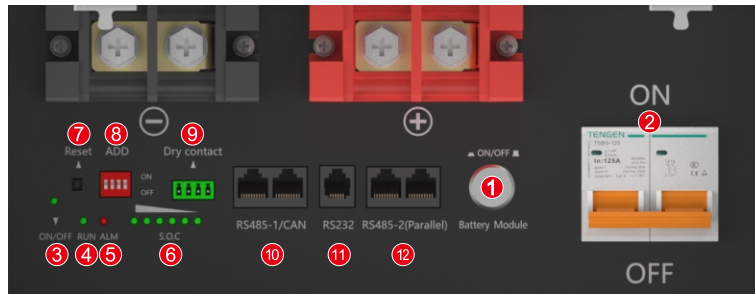 ON
2
TENGEN
TGB0-125
In:125A
OFF
7
8
9
Reset
ADD
Dry contact
ON
OFF
ON/OFF
RUN
ALM
S.O.C
3
4
5
6
RS485-1/CAN
RS232
RS485-2(Parallel)
10
11
12
ON/OFF
1
Battery Module